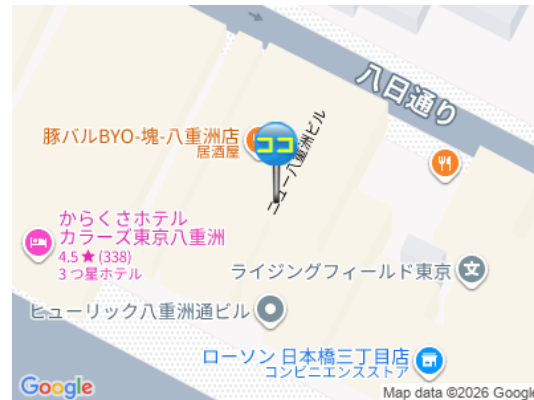 八日通り
豚バルBYO-塊-八重洲店
居酒屋
ココ
ニュー八重洲ビル
からくさホテル
カラーズ東京八重洲
4.5★(338)
3つ星ホテル
ライジングフィールド東京
文
ヒューリック八重洲通ビル
ローソン 日本橋三丁目店
コンビニエンスストア
Google
Map data ©2026 Google